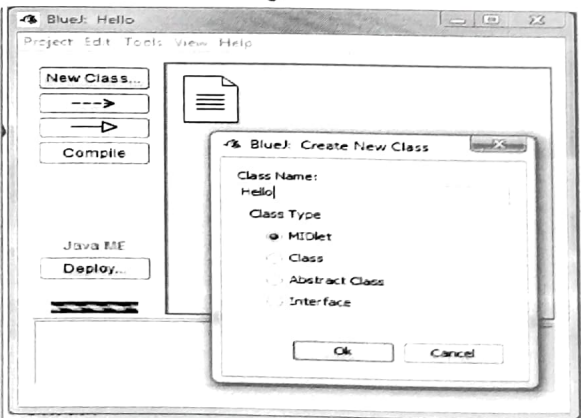 BlueJ: Hello
Project Edit Tools View Help
New Class...
Compile
Java ME
Deploy...
BlueJ: Create New Class
Class Name:
Hello
Class Type
MIDlet
Class
Abstract Class
Interface
Ok
Cancel